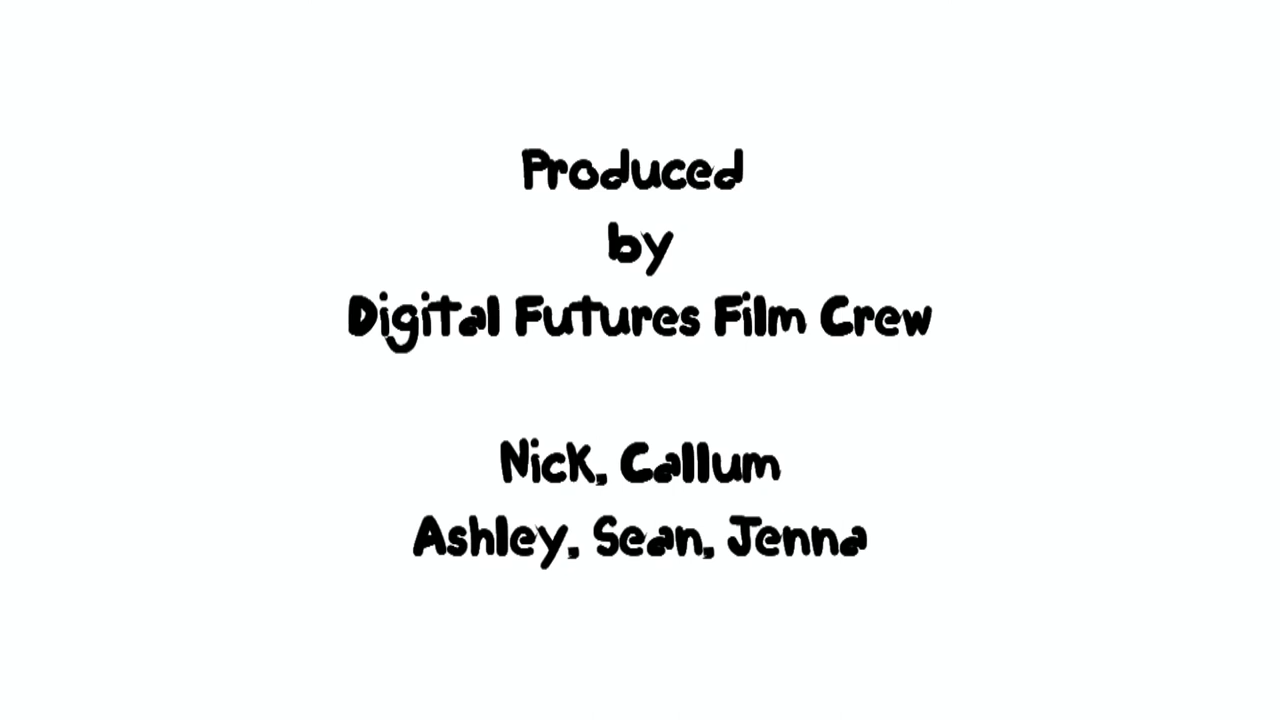 Produced
by
Digital Futures Film Crew
Nick, Callum
Ashley, Sean, Jenna